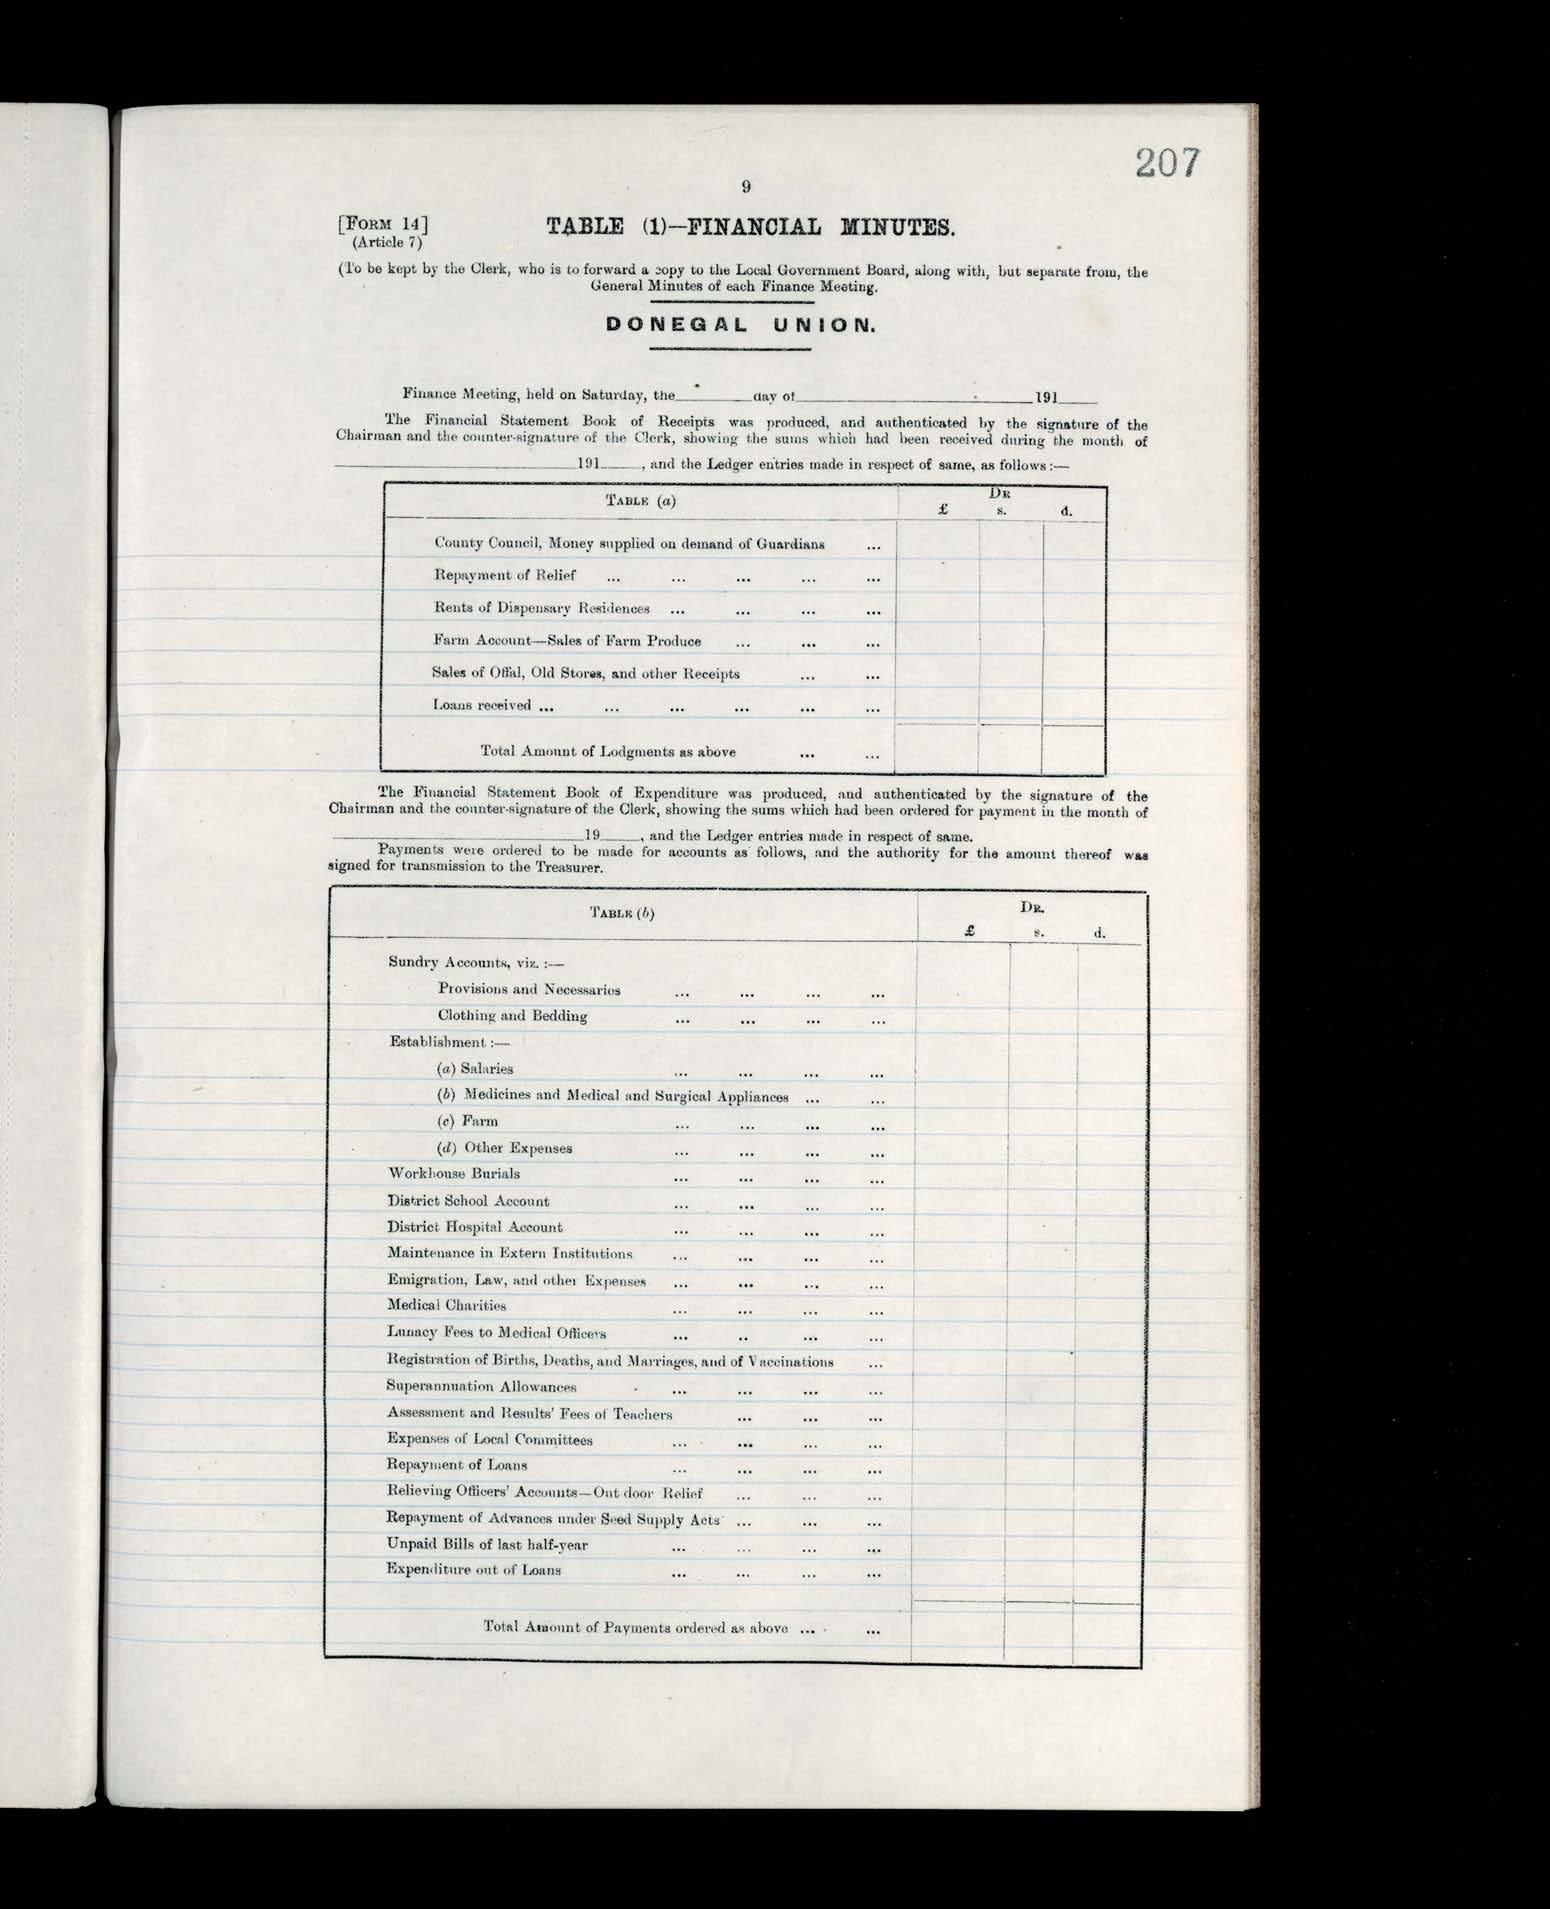 207
9
[FORM 14]
(Article 7)
TABLE (1)—FINANCIAL MINUTES.
(To be kept by the Clerk, who is to forward a copy to the Local Government Board, along with, but separate from, the
General Minutes of each Finance Meeting.
DONEGAL UNION.
Finance Meeting, held on Saturday, the ______ day of ______ 191____
The Financial Statement Book of Receipts was produced, and authenticated by the signature of the
Chairman and the counter-signature of the Clerk, showing the sums which had been received during the month of
______ 191____, and the Ledger entries made in respect of same, as follows:—
TABLE (a)
DR
£ s. d.
County Council, Money supplied on demand of Guardians ...
Repayment of Relief ... ... ... ... ...
Rents of Dispensary Residences ... ... ... ...
Farm Account—Sales of Farm Produce ... ... ...
Sales of Offal, Old Stores, and other Receipts ... ...
Loans received ... ... ... ... ... ...
Total Amount of Lodgments as above ... ...
The Financial Statement Book of Expenditure was produced, and authenticated by the signature of the
Chairman and the counter-signature of the Clerk, showing the sums which had been ordered for payment in the month of
______ 19____, and the Ledger entries made in respect of same.
Payments were ordered to be made for accounts as follows, and the authority for the amount thereof was
signed for transmission to the Treasurer.
TABLE (b)
DR.
£ s. d.
Sundry Accounts, viz. :—
Provisions and Necessaries ... ... ... ...
Clothing and Bedding ... ... ... ...
Establishment :—
(a) Salaries ... ... ... ...
(b) Medicines and Medical and Surgical Appliances ... ...
(c) Farm ... ... ... ...
(d) Other Expenses ... ... ... ...
Workhouse Burials ... ... ... ...
District School Account ... ... ... ...
District Hospital Account ... ... ... ...
Maintenance in Extern Institutions ... ... ... ...
Emigration, Law, and other Expenses ... ... ... ...
Medical Charities ... ... ... ...
Lunacy Fees to Medical Officers ... .. ... ...
Registration of Births, Deaths, and Marriages, and of Vaccinations ...
Superannuation Allowances ... ... ... ...
Assessment and Results' Fees of Teachers ... ... ...
Expenses of Local Committees ... ... ... ...
Repayment of Loans ... ... ... ...
Relieving Officers' Accounts—Out door Relief ... ... ...
Repayment of Advances under Seed Supply Acts ... ... ...
Unpaid Bills of last half-year ... ... ... ...
Expenditure out of Loans ... ... ... ...
Total Amount of Payments ordered as above ... ...